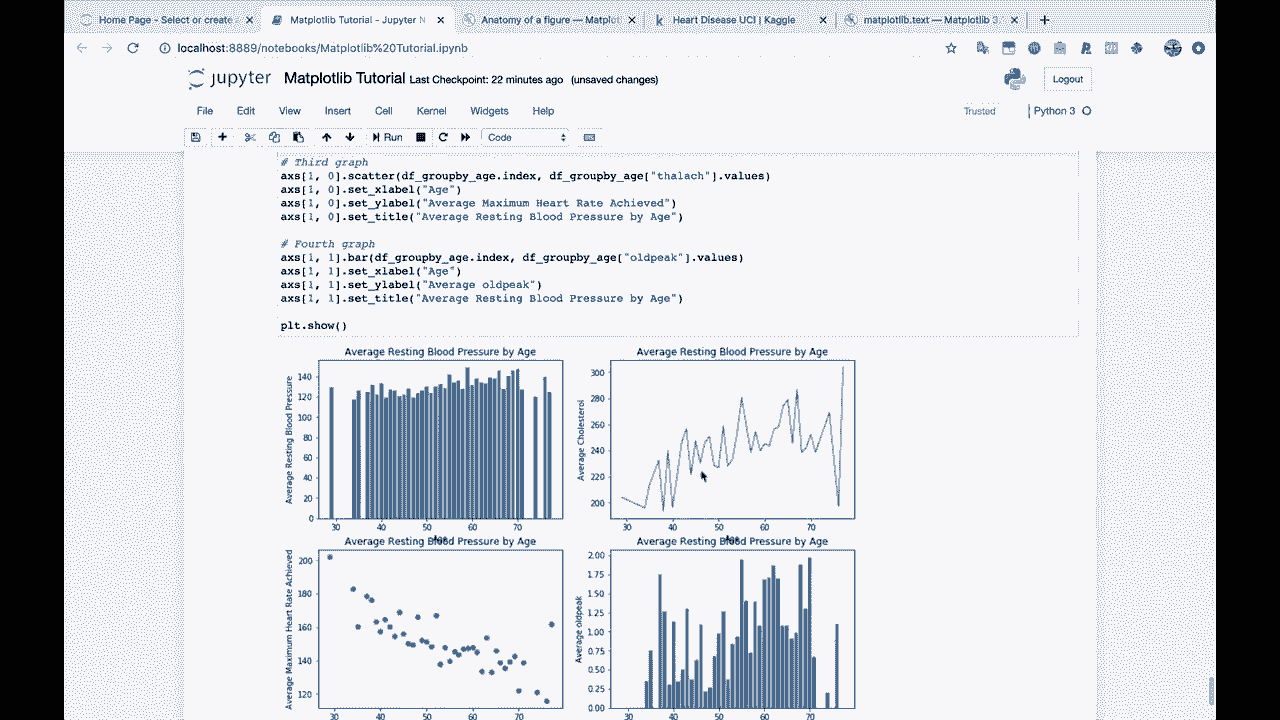 Home Page - Select or create
Matplotlib Tutorial - Jupyter N
Anatomy of a figure — Matplot
Heart Disease UCI | Kaggle
matplotlib.text — Matplotlib 3
localhost:8889/notebooks/Matplotlib%20Tutorial.ipynb
jupyter Matplotlib Tutorial Last Checkpoint: 22 minutes ago (unsaved changes)
Logout
File Edit View Insert Cell Kernel Widgets Help
Trusted
Python 3
Run
Code
# Third graph
axs[1, 0].scatter(df_groupby_age.index, df_groupby_age["thalach"].values)
axs[1, 0].set_xlabel("Age")
axs[1, 0].set_ylabel("Average Maximum Heart Rate Achieved")
axs[1, 0].set_title("Average Resting Blood Pressure by Age")
# Fourth graph
axs[1, 1].bar(df_groupby_age.index, df_groupby_age["oldpeak"].values)
axs[1, 1].set_xlabel("Age")
axs[1, 1].set_ylabel("Average oldpeak")
axs[1, 1].set_title("Average Resting Blood Pressure by Age")
plt.show()
Average Resting Blood Pressure by Age
Average Resting Blood Pressure
140
120
100
80
60
40
20
0
30 40 50 60 70
Average Resting Blood Pressure by Age
Average Cholesterol
300
280
260
240
220
200
30 40 50 60 70
Average Resting Blood Pressure by Age
Average Maximum Heart Rate Achieved
200
180
160
140
120
30 40 50 60 70
Average Resting Blood Pressure by Age
Average oldpeak
2.00
1.75
1.50
1.25
1.00
0.75
0.50
0.25
0.00
30 40 50 60 70